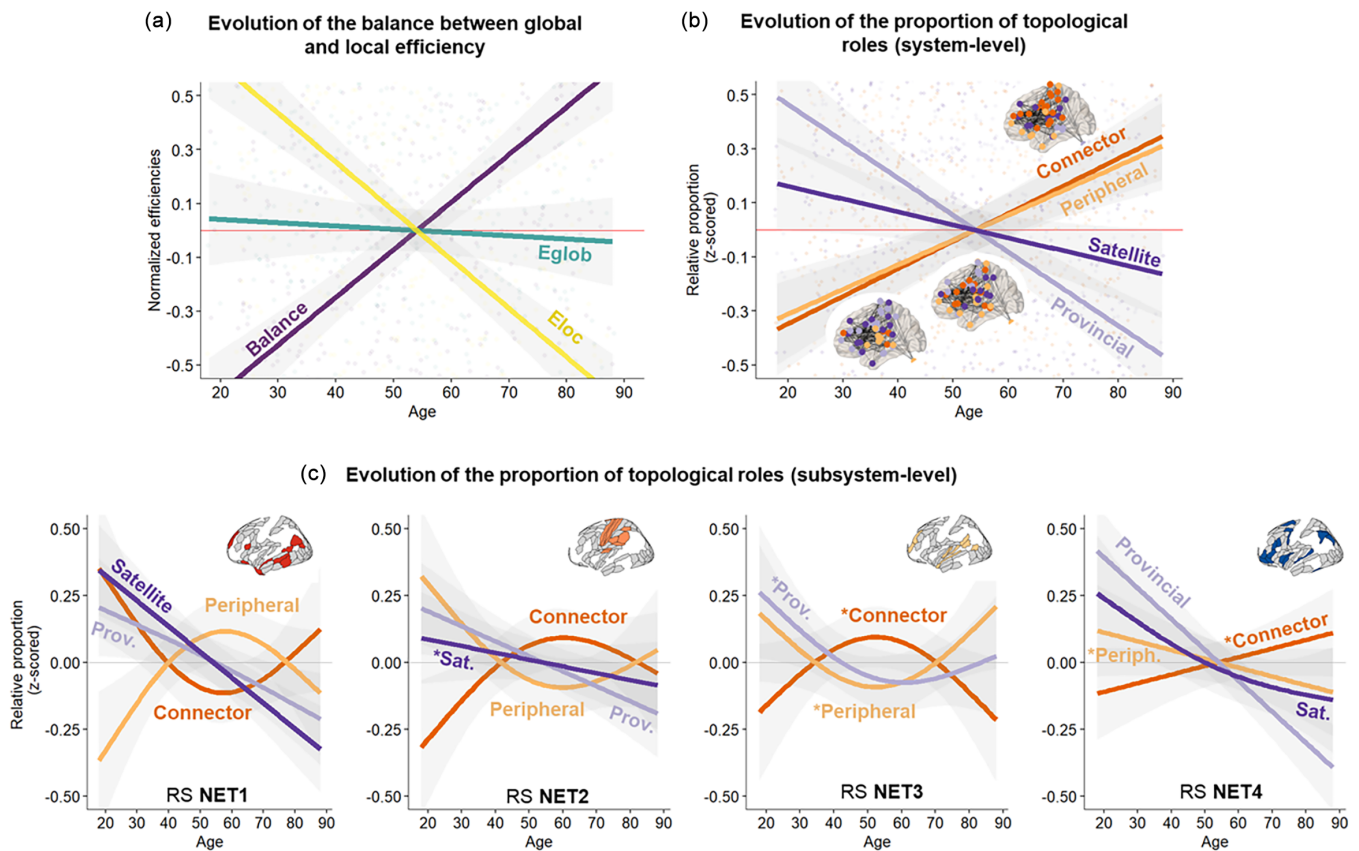 (a) Evolution of the balance between global
and local efficiency
Normalized efficiencies
0.5
0.3
0.1
-0.1
-0.3
-0.5
Eglob
Balance
Eloc
20 30 40 50 60 70 80 90
Age
(b) Evolution of the proportion of topological
roles (system-level)
Relative proportion
(z-scored)
0.5
0.3
0.1
-0.1
-0.3
-0.5
Connector
Peripheral
Satellite
Provincial
20 30 40 50 60 70 80 90
Age
(c) Evolution of the proportion of topological roles (subsystem-level)
Relative proportion
(z-scored)
0.50
0.25
0.00
-0.25
-0.50
Satellite
Peripheral
Prov.
Connector
RS NET1
20 30 40 50 60 70 80 90
Age
0.50
0.25
0.00
-0.25
-0.50
Connector
*Sat.
Peripheral
Prov.
RS NET2
20 30 40 50 60 70 80 90
Age
0.50
0.25
0.00
-0.25
-0.50
*Prov.
*Connector
*Peripheral
RS NET3
20 30 40 50 60 70 80 90
Age
0.50
0.25
0.00
-0.25
-0.50
Provincial
*Connector
*Periph.
Sat.
RS NET4
20 30 40 50 60 70 80 90
Age